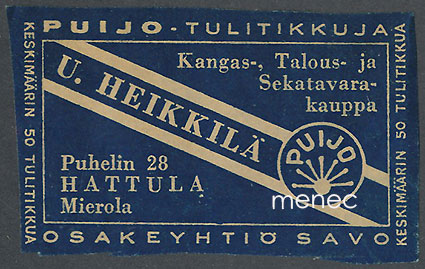 PUIJO-TULITIKKUJA
KESKIMÄÄRIN 50 TULITIKKUA
Kangas-, Talous- ja
Sekatavara-
kauppa
U. HEIKKILÄ
PUIJO
Puhelin 28
HATTULA
Mierola
menec
KESKIMÄÄRIN 50 TULITIKKUA
OSAKEYHTIÖ SAVO